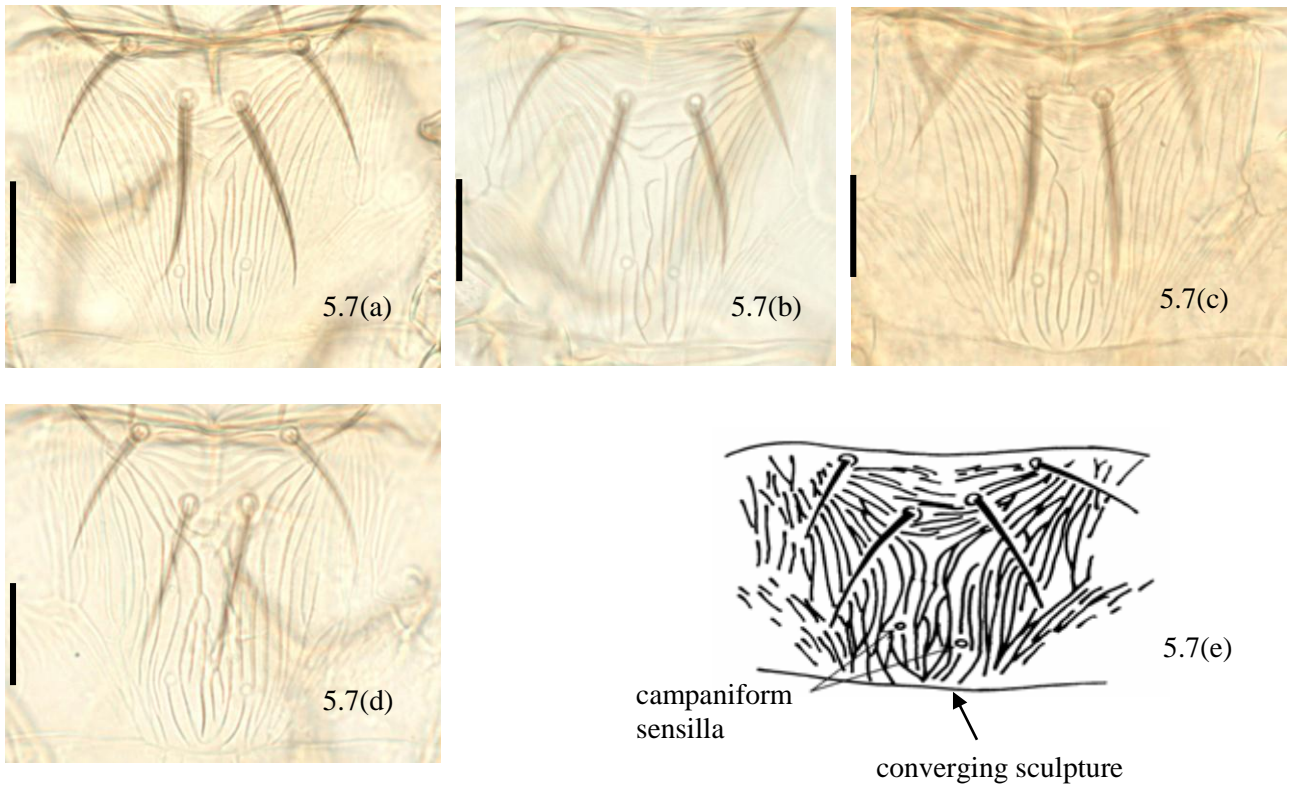 5.7(a)
5.7(b)
5.7(c)
5.7(d)
5.7(e)
campaniform
sensilla
converging sculpture